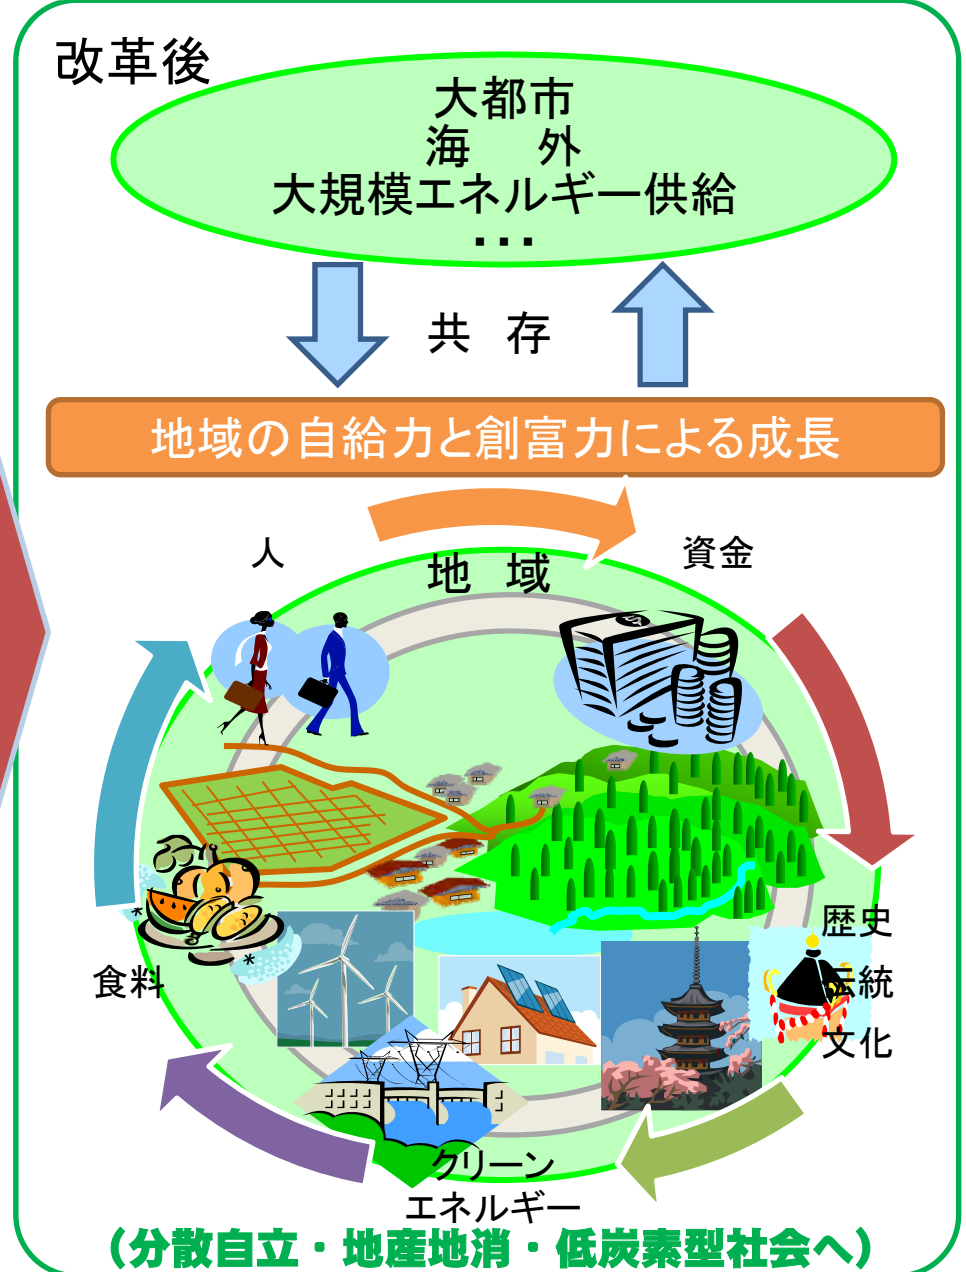 改革後
大都市
海　外
大規模エネルギー供給
・・・
共　存
地域の自給力と創富力による成長
人
地　域
資金
歴史
伝統
文化
食料
クリーン
エネルギー
（分散自立・地産地消・低炭素型社会へ）